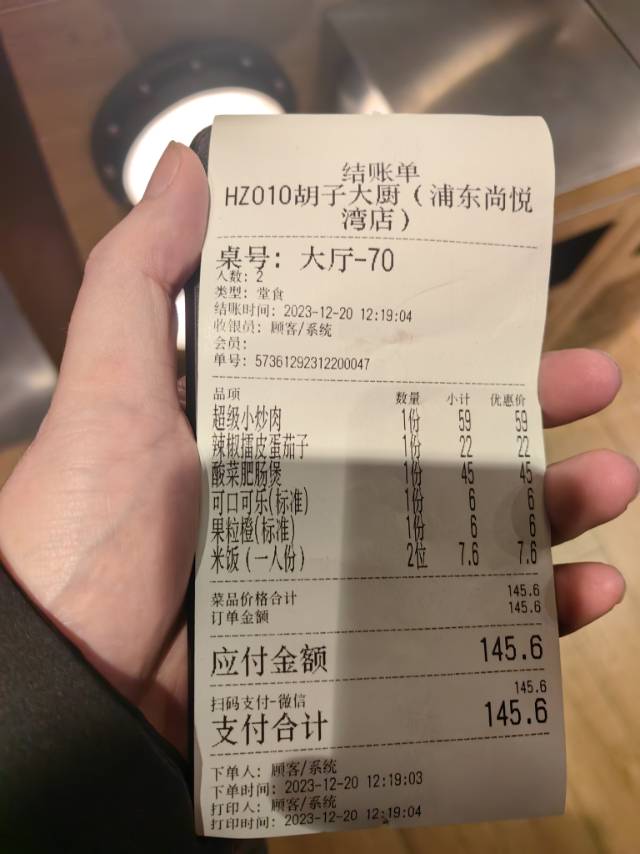 结账单
HZ010胡子大厨（浦东尚悦
湾店）
桌号: 大厅-70
人数: 2
类型: 堂食
结账时间: 2023-12-20 12:19:04
收银员: 顾客/系统
会员:
单号: 57361292312200047
品项 数量 小计 优惠价
超级小炒肉 1份 59 59
辣椒擂皮蛋茄子 1份 22 22
酸菜肥肠煲 1份 45 45
可口可乐(标准) 1份 6 6
果粒橙(标准) 1份 6 6
米饭（一人份） 2位 7.6 7.6
菜品价格合计 145.6
订单金额 145.6
应付金额 145.6
扫码支付-微信 145.6
支付合计 145.6
下单人: 顾客/系统
下单时间: 2023-12-20 12:19:03
打印人: 顾客/系统
打印时间: 2023-12-20 12:19:04